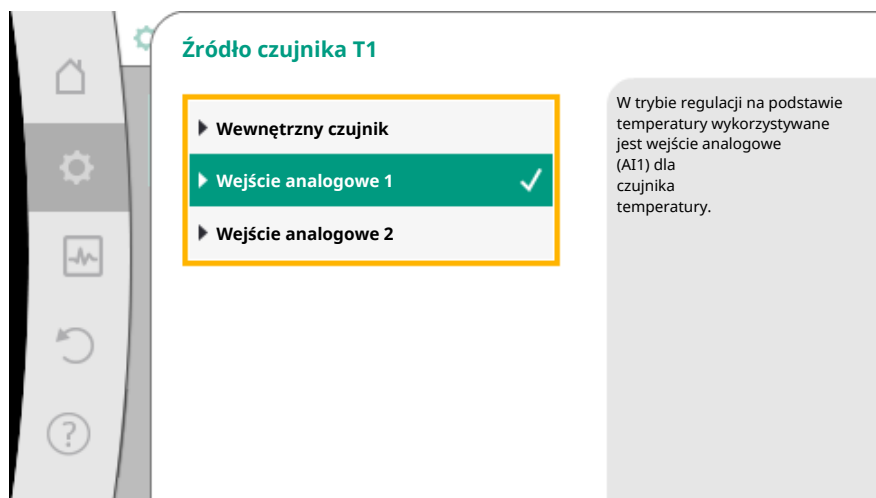 Źródło czujnika T1
Wewnętrzny czujnik
Wejście analogowe 1
Wejście analogowe 2
W trybie regulacji na podstawie
temperatury wykorzystywane
jest wejście analogowe
(AI1) dla
czujnika
temperatury.